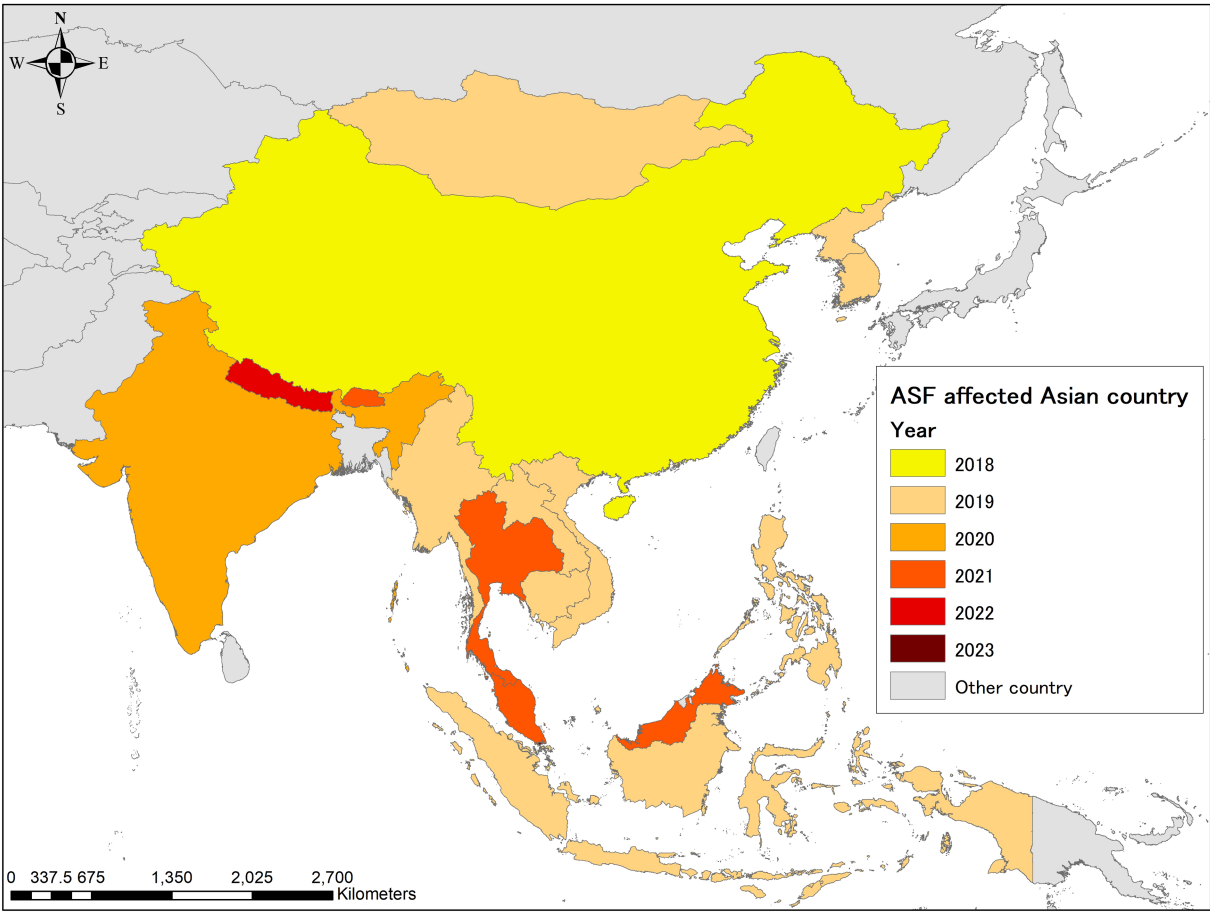 N
W E
S
ASF affected Asian country
Year
2018
2019
2020
2021
2022
2023
Other country
0 337.5 675 1,350 2,025 2,700
Kilometers